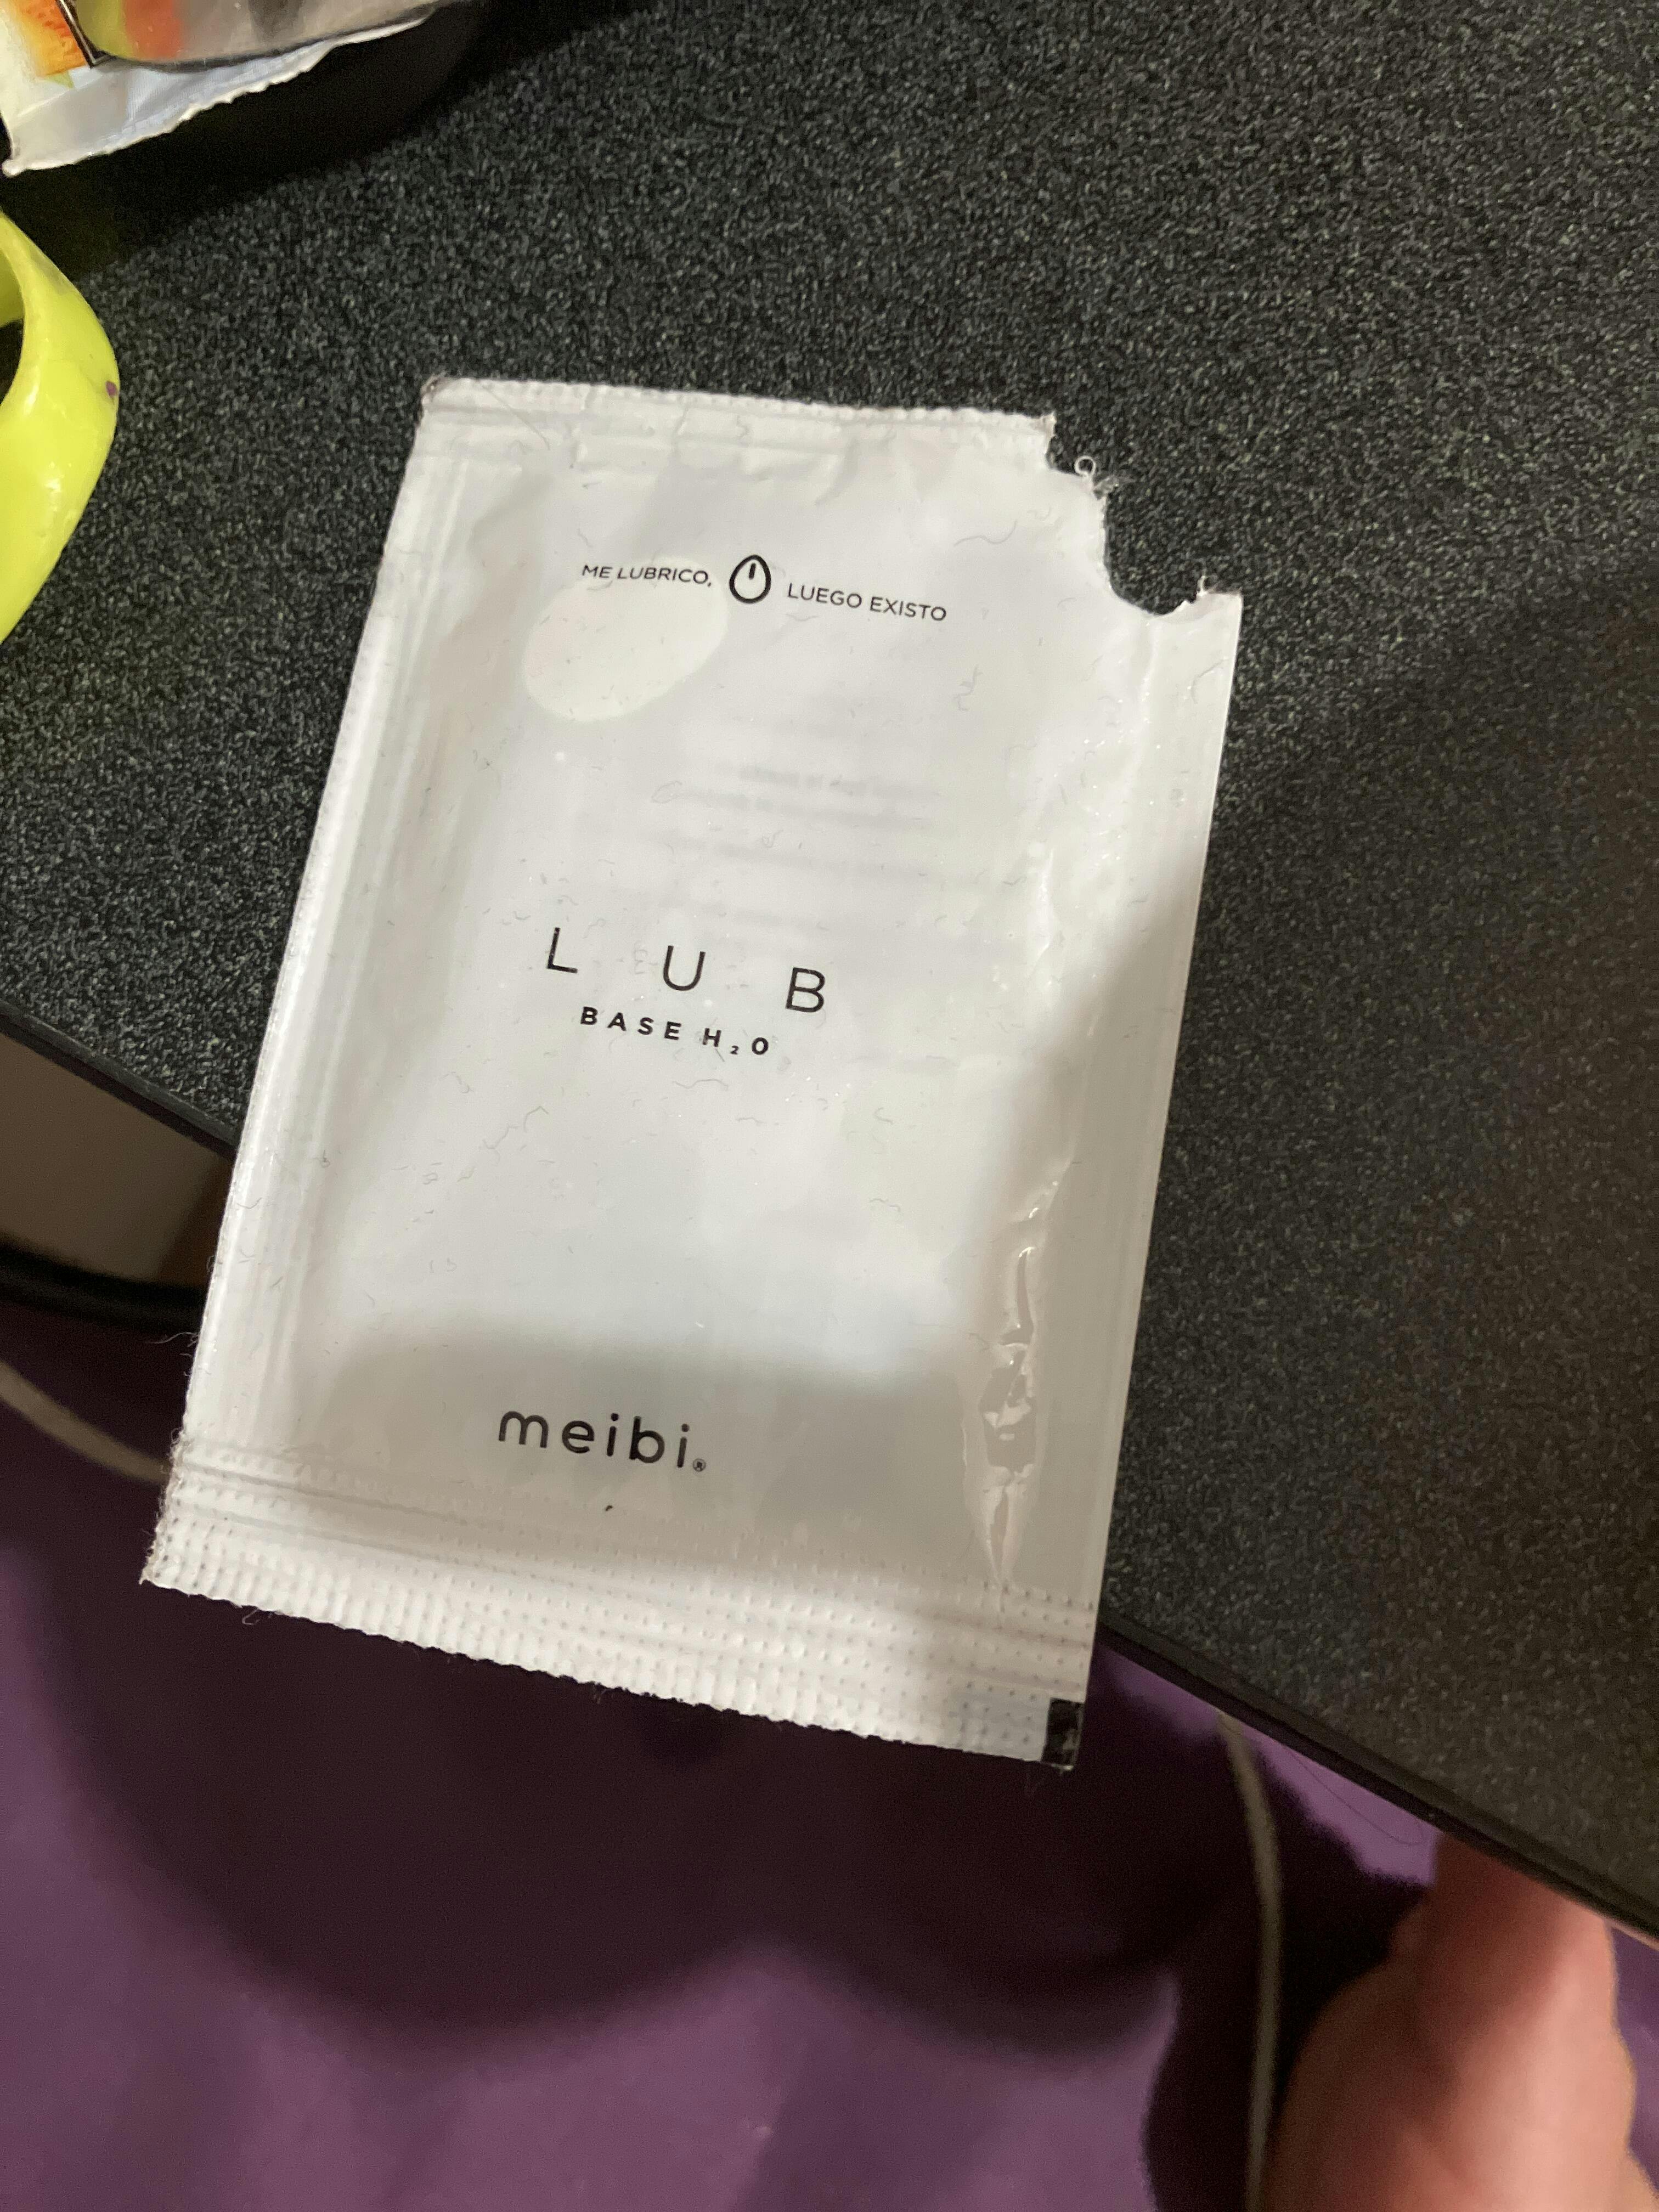 ME LUBRICO, LUEGO EXISTO
L U B
BASE H₂O
meibi®